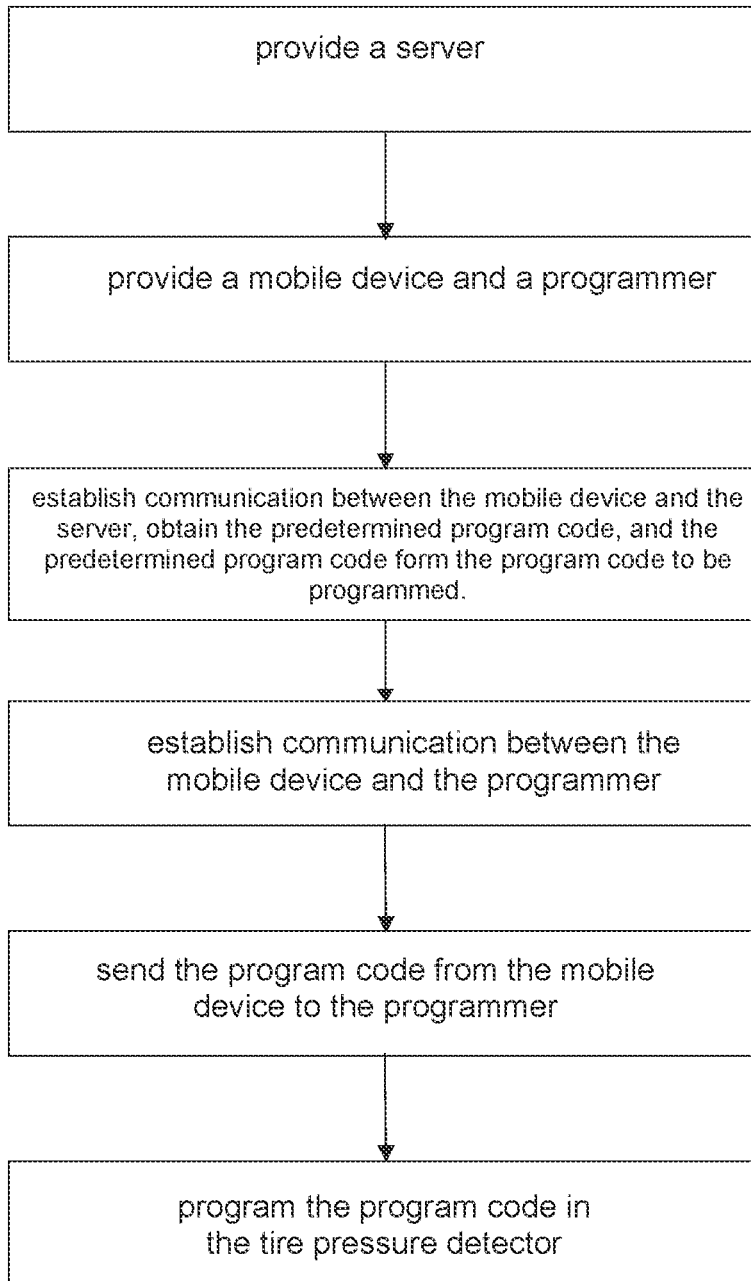 provide a server
provide a mobile device and a programmer
establish communication between the mobile device and the
server, obtain the predetermined program code, and the
predetermined program code form the program code to be
programmed.
establish communication between the
mobile device and the programmer
send the program code from the mobile
device to the programmer
program the program code in
the tire pressure detector